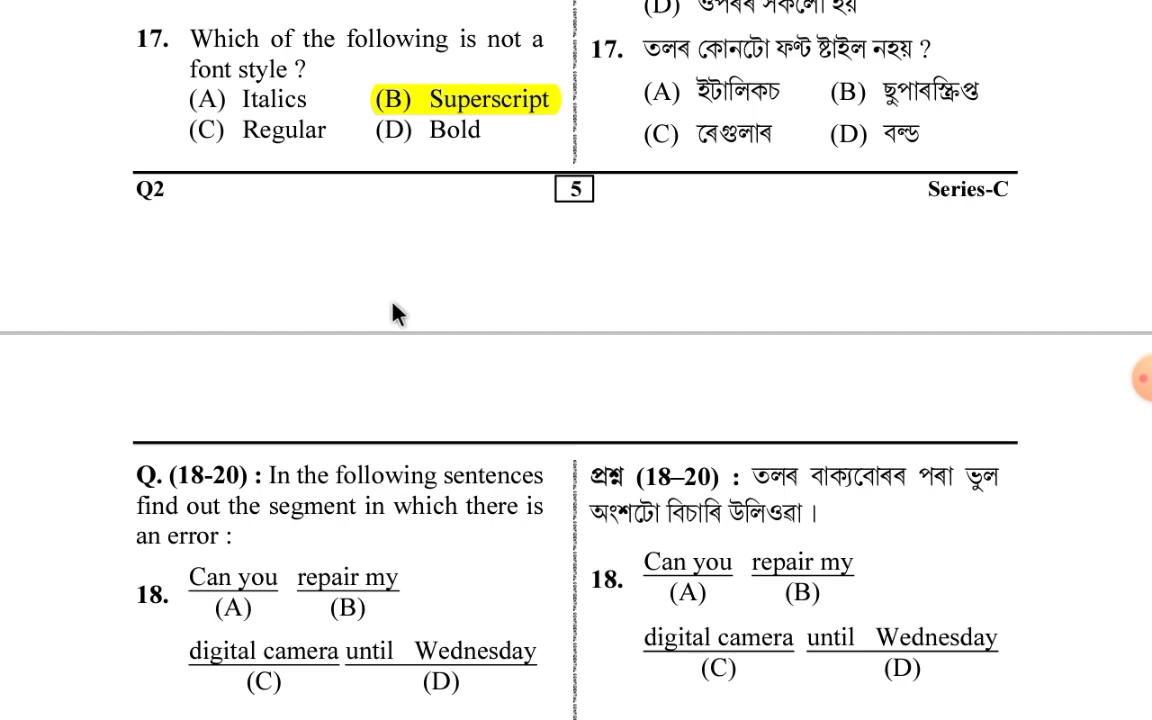 (D) ওপৰৰ সকলো হয়
17. Which of the following is not a
font style ?
(A) Italics (B) Superscript
(C) Regular (D) Bold
17. তলৰ কোনটো ফণ্ট ষ্টাইল নহয় ?
(A) ইটালিকচ (B) ছুপাৰস্ক্ৰিপ্ত
(C) ৰেগুলাৰ (D) বল্ড
Q2 5 Series-C
Q. (18-20) : In the following sentences
find out the segment in which there is
an error :
18. Can you repair my
(A) (B)
digital camera until Wednesday
(C) (D)
প্ৰশ্ন (18–20) : তলৰ বাক্যবোৰৰ পৰা ভুল
অংশটো বিচাৰি উলিওৱা ।
18. Can you repair my
(A) (B)
digital camera until Wednesday
(C) (D)